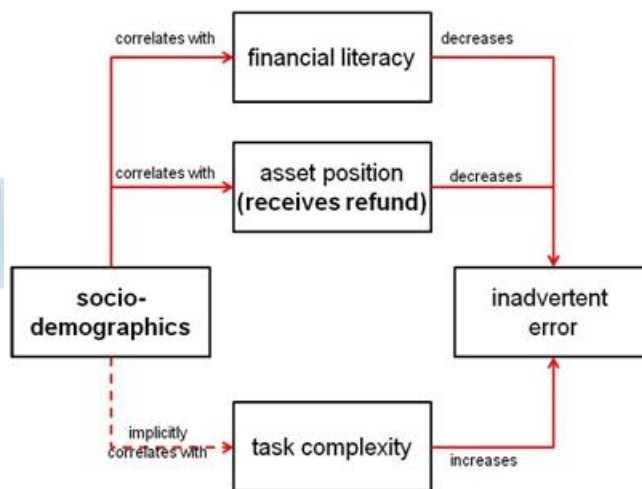 correlates with
financial literacy
decreases
correlates with
asset position
(receives refund)
decreases
socio-
demographics
inadvertent
error
implicitly
correlates with
task complexity
increases